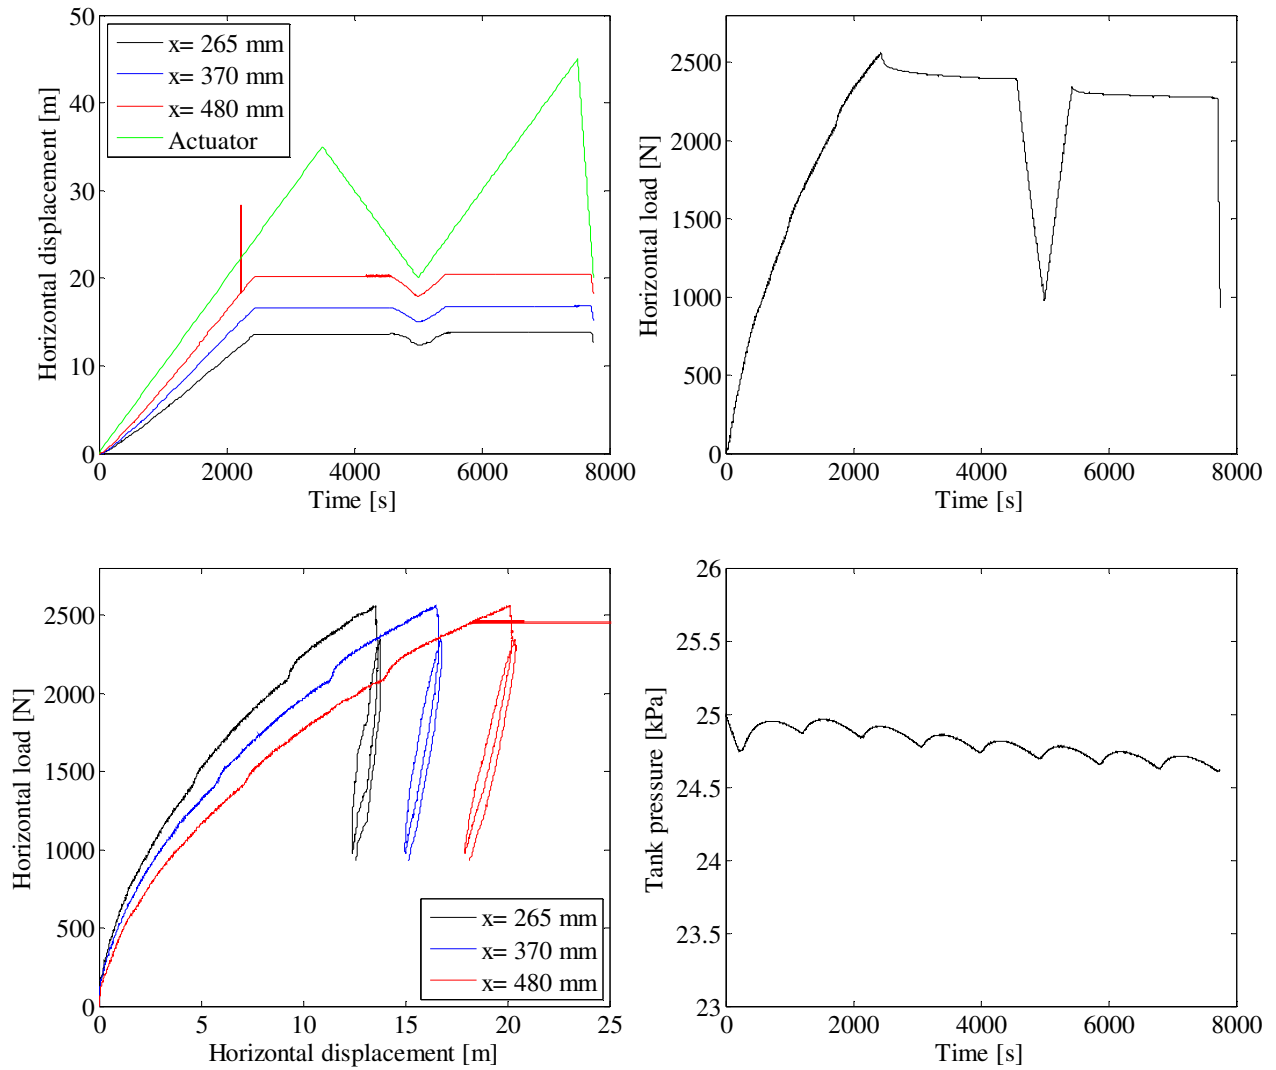 50
40
30
20
10
0
Horizontal displacement [m]
x= 265 mm
x= 370 mm
x= 480 mm
Actuator
0 2000 4000 6000 8000
Time [s]
2500
2000
1500
1000
500
0
Horizontal load [N]
0 2000 4000 6000 8000
Time [s]
2500
2000
1500
1000
500
0
Horizontal load [N]
x= 265 mm
x= 370 mm
x= 480 mm
0 5 10 15 20 25
Horizontal displacement [m]
26
25.5
25
24.5
24
23.5
23
Tank pressure [kPa]
0 2000 4000 6000 8000
Time [s]